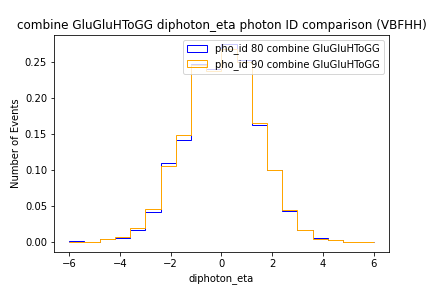 combine GluGluHToGG diphoton_eta photon ID comparison (VBFHH)
pho_id 80 combine GluGluHToGG
pho_id 90 combine GluGluHToGG
Number of Events
0.25
0.20
0.15
0.10
0.05
0.00
−6 −4 −2 0 2 4 6
diphoton_eta